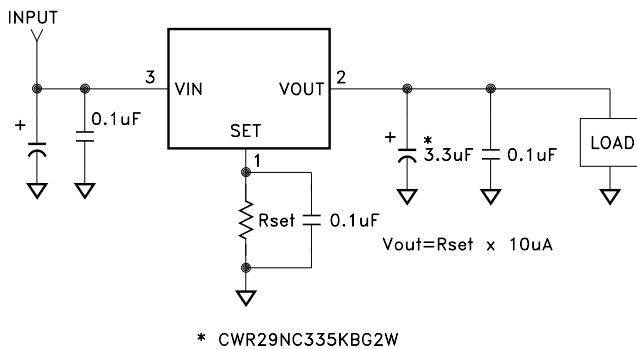 INPUT
3
VIN
VOUT
2
+
0.1uF
SET
1
+
*
3.3uF
0.1uF
LOAD
Rset
0.1uF
Vout=Rset x 10uA
* CWR29NC335KBG2W